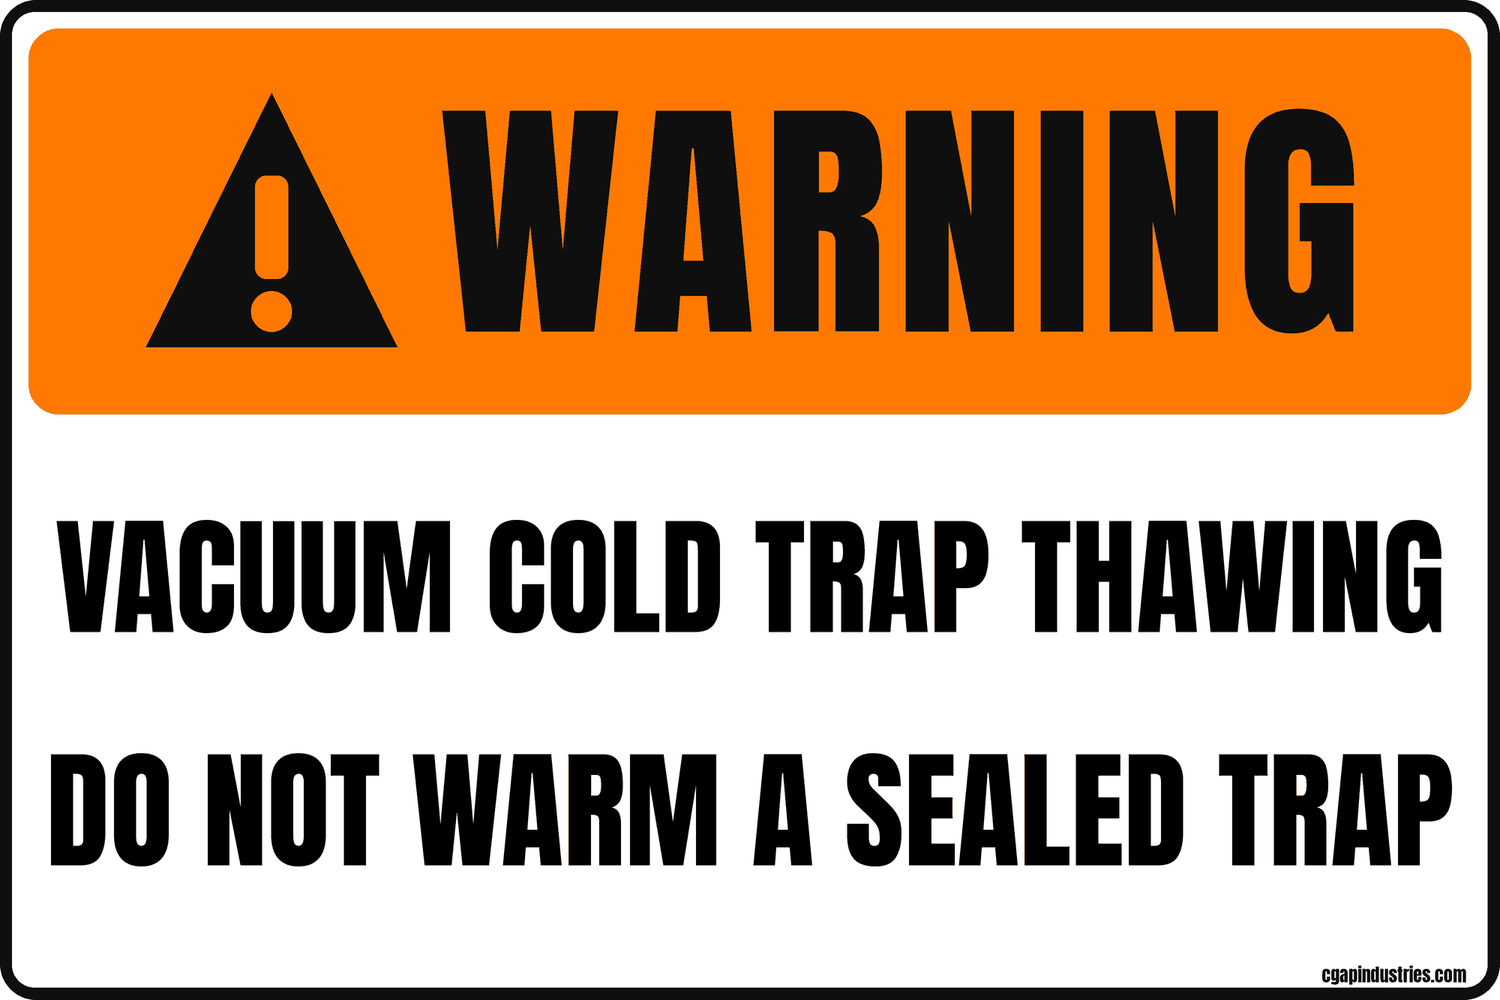 WARNING
VACUUM COLD TRAP THAWING
DO NOT WARM A SEALED TRAP
cgapindustries.com